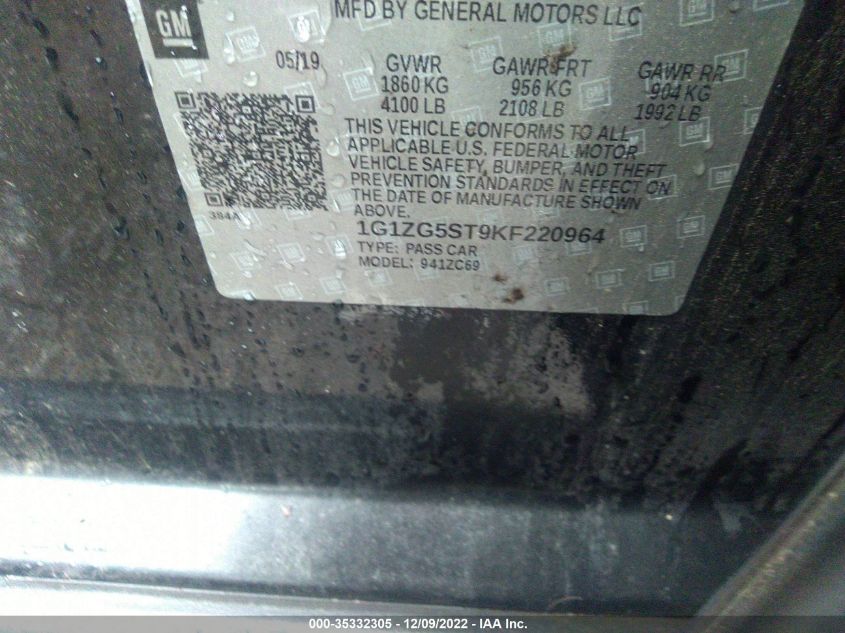 GM
MFD BY GENERAL MOTORS LLC
05/19 GVWR GAWR FRT GAWR RR
1860 KG 956 KG 904 KG
4100 LB 2108 LB 1992 LB
THIS VEHICLE CONFORMS TO ALL
APPLICABLE U.S. FEDERAL MOTOR
VEHICLE SAFETY, BUMPER, AND THEFT
PREVENTION STANDARDS IN EFFECT ON
THE DATE OF MANUFACTURE SHOWN
ABOVE.
394A
1G1ZG5ST9KF220964
TYPE: PASS CAR
MODEL: 941ZC69
000-35332305 - 12/09/2022 - IAA Inc.